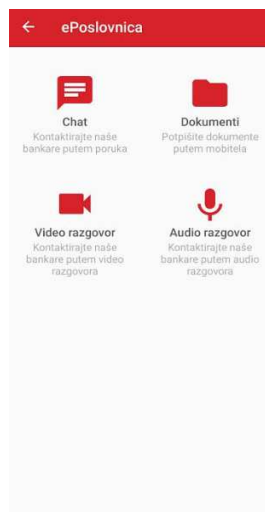 ePoslovnica
Chat
Kontaktirajte naše
bankare putem poruka
Dokumenti
Potpišite dokumente
putem mobitela
Video razgovor
Kontaktirajte naše
bankare putem video
razgovora
Audio razgovor
Kontaktirajte naše
bankare putem audio
razgovora